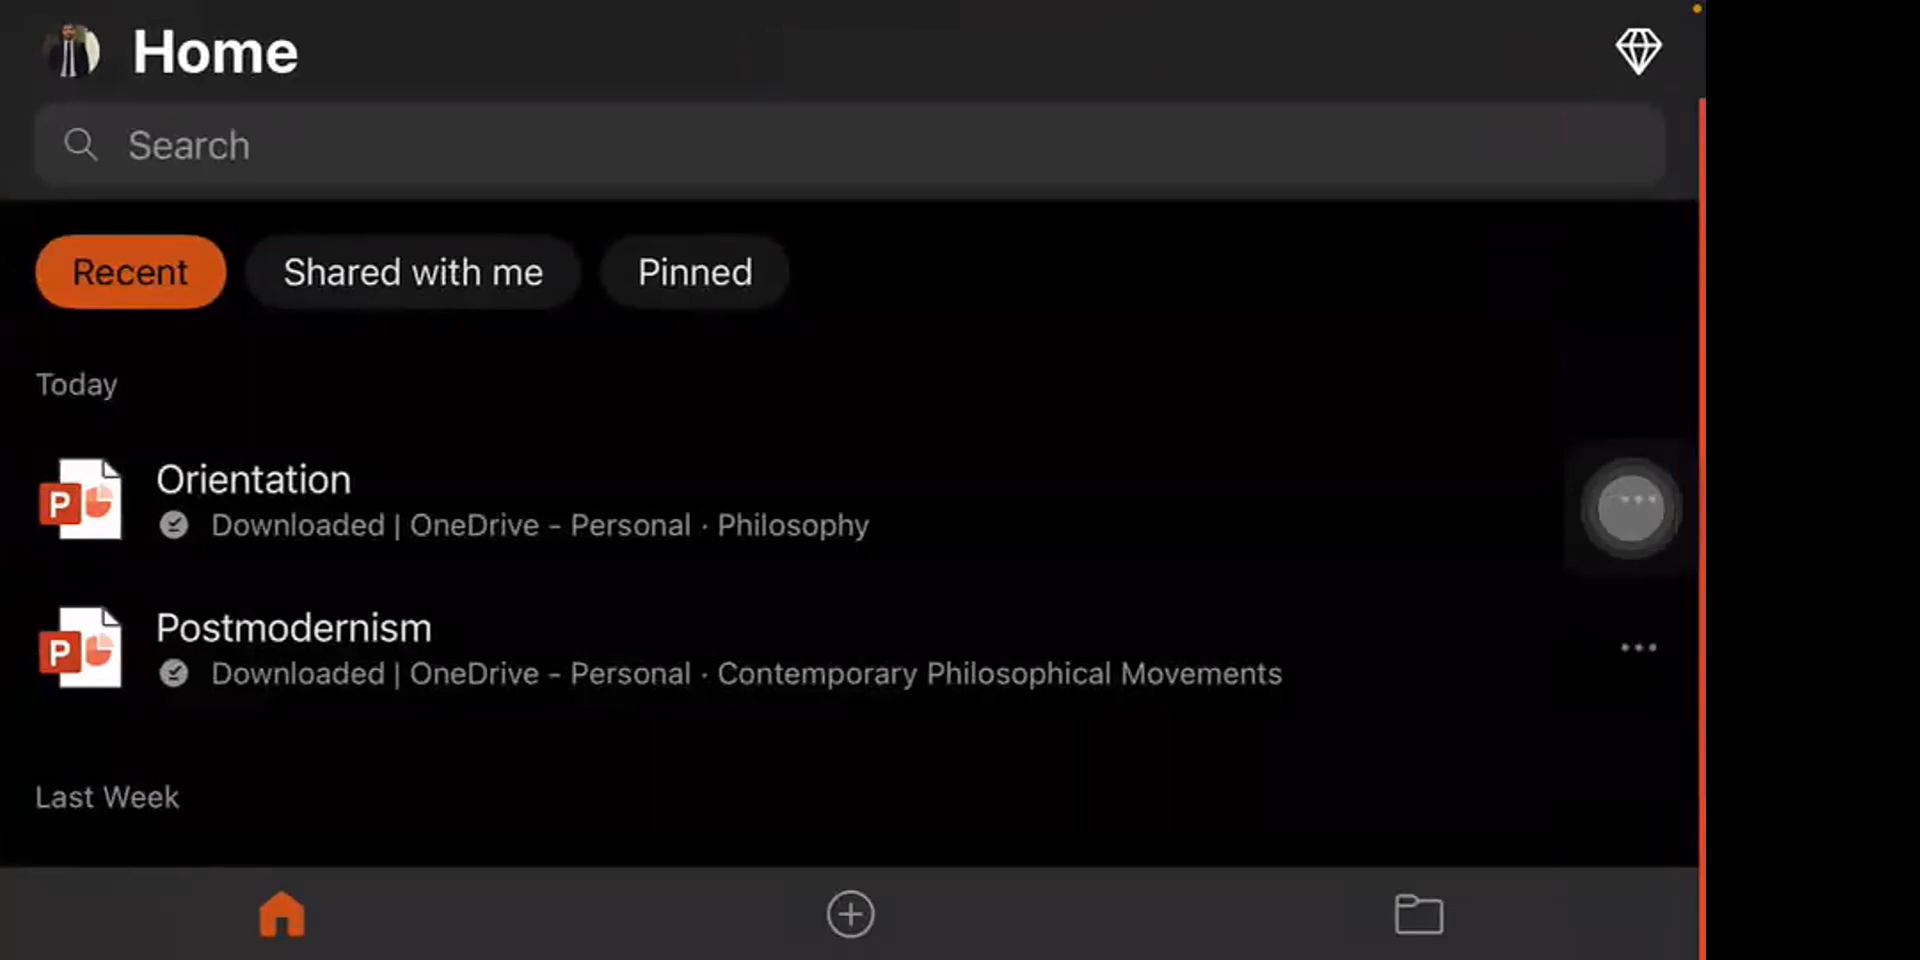 Home
Search
Recent
Shared with me
Pinned
Today
P
Orientation
Downloaded | OneDrive - Personal · Philosophy
P
Postmodernism
Downloaded | OneDrive - Personal · Contemporary Philosophical Movements
Last Week